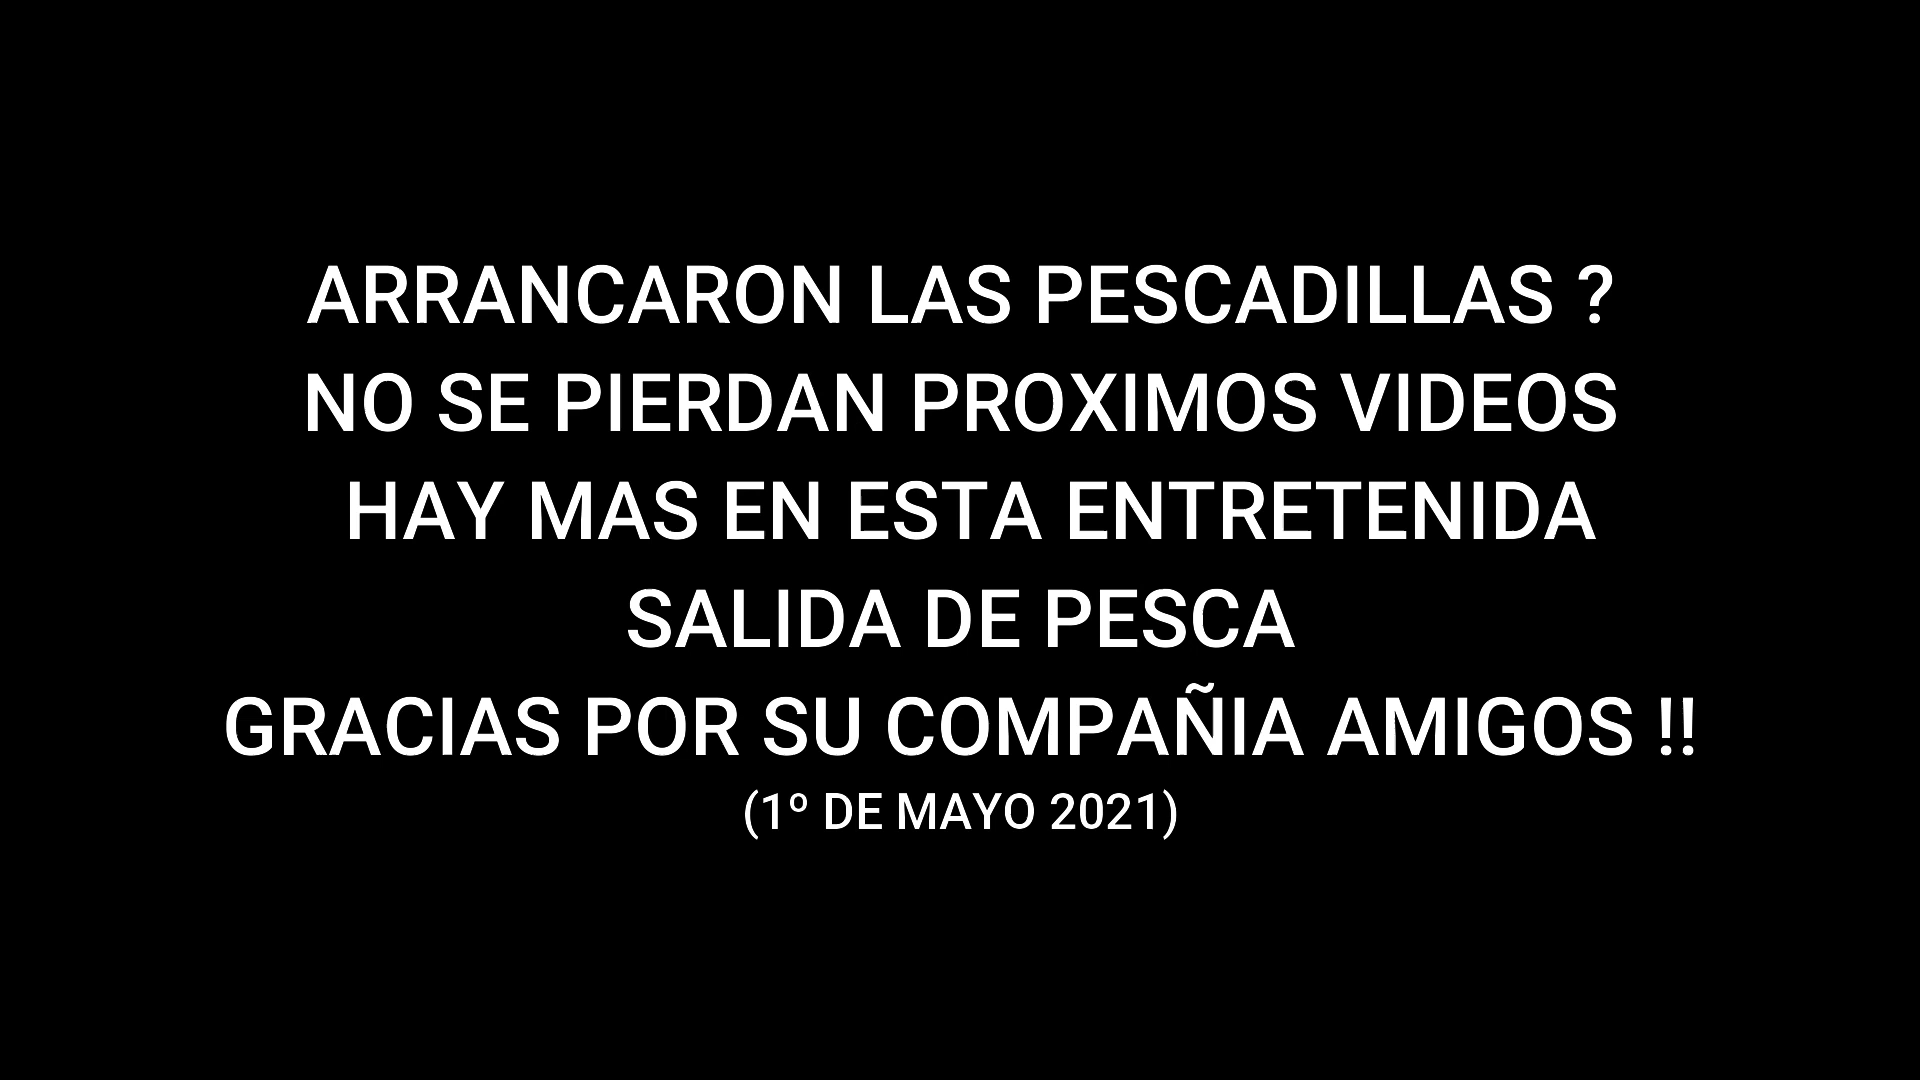 ARRANCARON LAS PESCADILLAS ?
NO SE PIERDAN PROXIMOS VIDEOS
HAY MAS EN ESTA ENTRETENIDA
SALIDA DE PESCA
GRACIAS POR SU COMPAÑIA AMIGOS !!
(1º DE MAYO 2021)